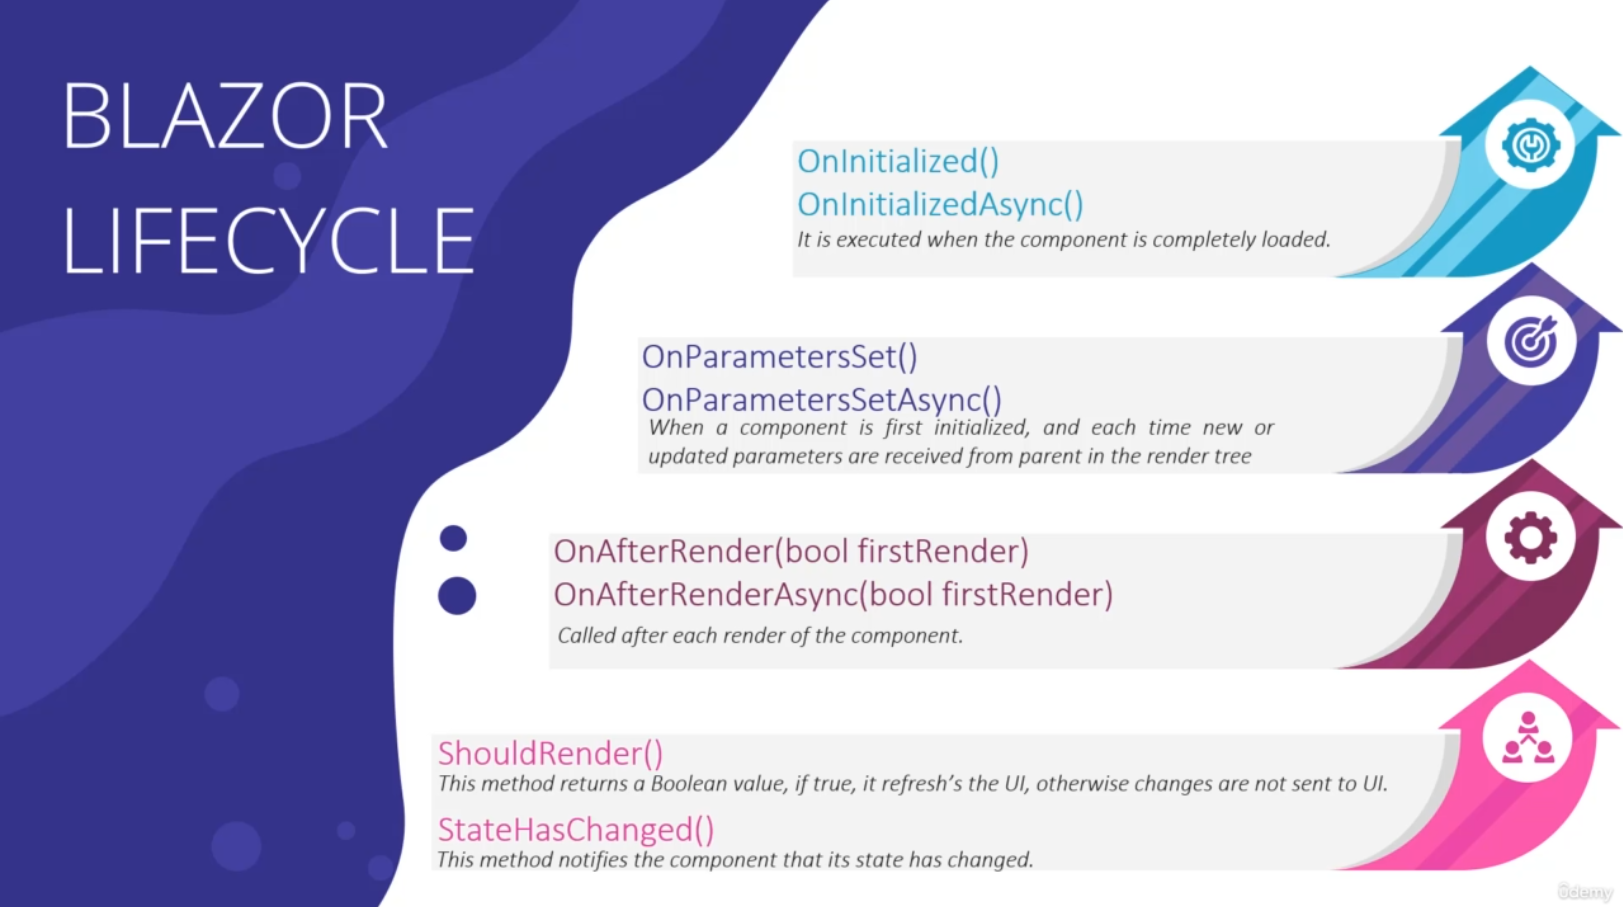 BLAZOR
LIFECYCLE
OnInitialized()
OnInitializedAsync()
It is executed when the component is completely loaded.
OnParametersSet()
OnParametersSetAsync()
When a component is first initialized, and each time new or
updated parameters are received from parent in the render tree
OnAfterRender(bool firstRender)
OnAfterRenderAsync(bool firstRender)
Called after each render of the component.
ShouldRender()
This method returns a Boolean value, if true, it refresh’s the UI, otherwise changes are not sent to UI.
StateHasChanged()
This method notifies the component that its state has changed.
ûdemy